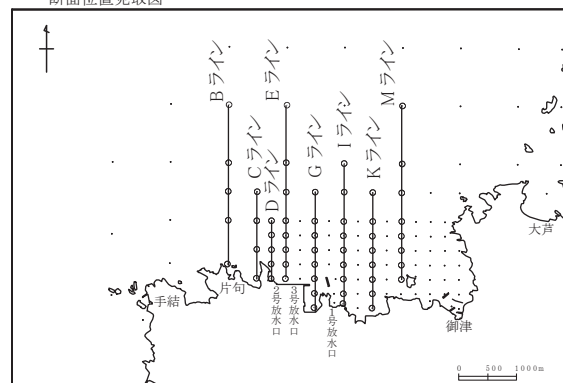 断面位置見取図
Bライン
Cライン
Dライン
Eライン
Gライン
Iライン
Kライン
Mライン
大芦
手結
片句
2号放水口
3号放水口
1号放水口
御津
0 500 1000m